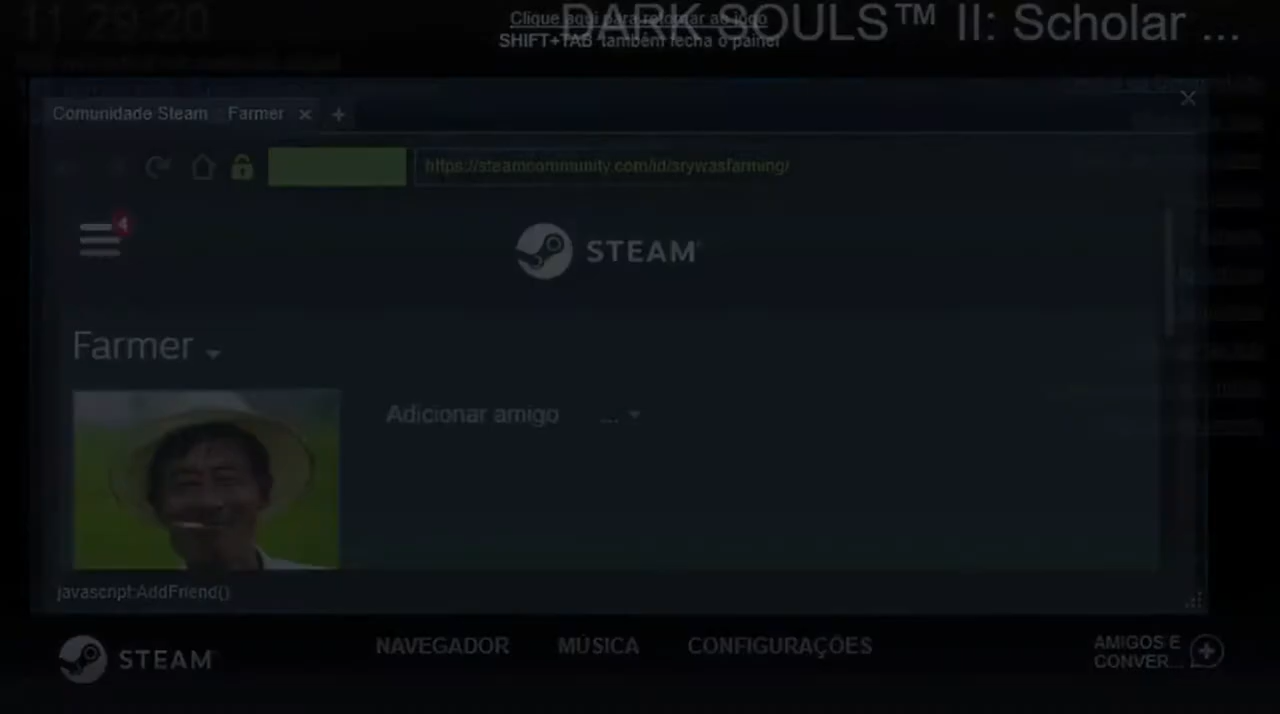 11:29:20
Clique aqui para retornar ao jogo
DARK SOULS™ II: Scholar ...
SHIFT+TAB também fecha o painel
Comunidade Steam :: Farmer
https://steamcommunity.com/id/srywasfarming/
4
STEAM
Farmer
Adicionar amigo
...
javascript:AddFriend()
STEAM
NAVEGADOR
MÚSICA
CONFIGURAÇÕES
AMIGOS E
CONVER...